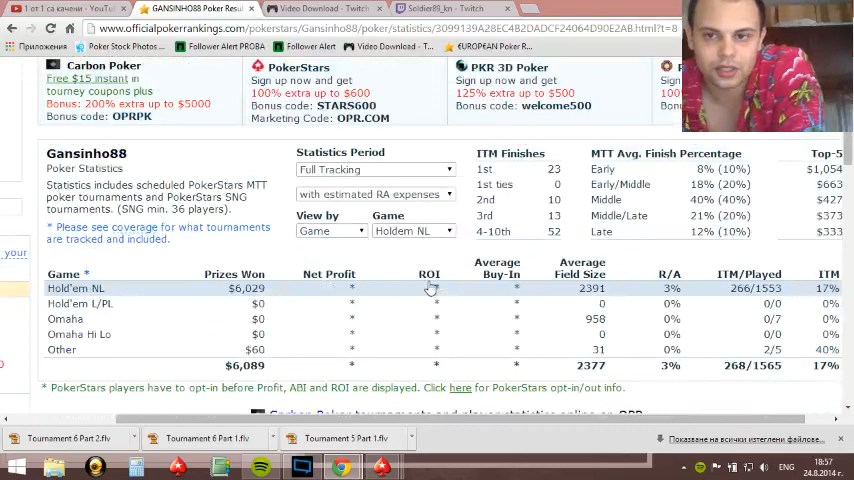 1 от 1 са качени - YouTu
GANSINHO88 Poker Resul
Video Download - Twitch
Soldier89_kn - Twitch
www.officialpokerrankings.com/pokerstars/Gansinho88/poker/statistics/3099139A28EC4B2DADDCF24064D90E2AB.html?t=8
Приложения
Poker Stock Photos...
Follower Alert PROBA
Follower Alert
Video Download - Tw...
€UROP€AN Poker R...
Carbon Poker
Free $15 instant in
tourney coupons plus
Bonus: 200% extra up to $5000
Bonus code: OPRPK
PokerStars
Sign up now and get
100% extra up to $600
Bonus code: STARS600
Marketing Code: OPR.COM
PKR 3D Poker
Sign up now and get
125% extra up to $500
Bonus code: welcome500
Gansinho88
Poker Statistics
Statistics includes scheduled PokerStars MTT
poker tournaments and PokerStars SNG
tournaments. (SNG min. 36 players).
* Please see coverage for what tournaments
are tracked and included.
your
Statistics Period
Full Tracking
with estimated RA expenses
View by Game
Game Holdem NL
ITM Finishes
1st 23
1st ties 0
2nd 10
3rd 13
4-10th 52
MTT Avg. Finish Percentage
Early 8% (10%)
Early/Middle 18% (20%)
Middle 40% (40%)
Middle/Late 21% (20%)
Late 12% (10%)
Top-5
$1,054
$663
$427
$373
$333
Game * Prizes Won Net Profit ROI Average Buy-In Average Field Size R/A ITM/Played ITM
Hold'em NL $6,029 * * * 2391 3% 266/1553 17%
Hold'em L/PL $0 * * * 0 0% 0/0 0%
Omaha $0 * * * 958 0% 0/7 0%
Omaha Hi Lo $0 * * * 0 0% 0/0 0%
Other $60 * * * 31 0% 2/5 40%
$6,089 * * * 2377 3% 268/1565 17%
* PokerStars players have to opt-in before Profit, ABI and ROI are displayed. Click here for PokerStars opt-in/out info.
Tournament 6 Part 2.flv
Tournament 6 Part 1.flv
Tournament 5 Part 1.flv
Показване на всички изтеглени файлове...
ENG
18:57
24.8.2014 г.